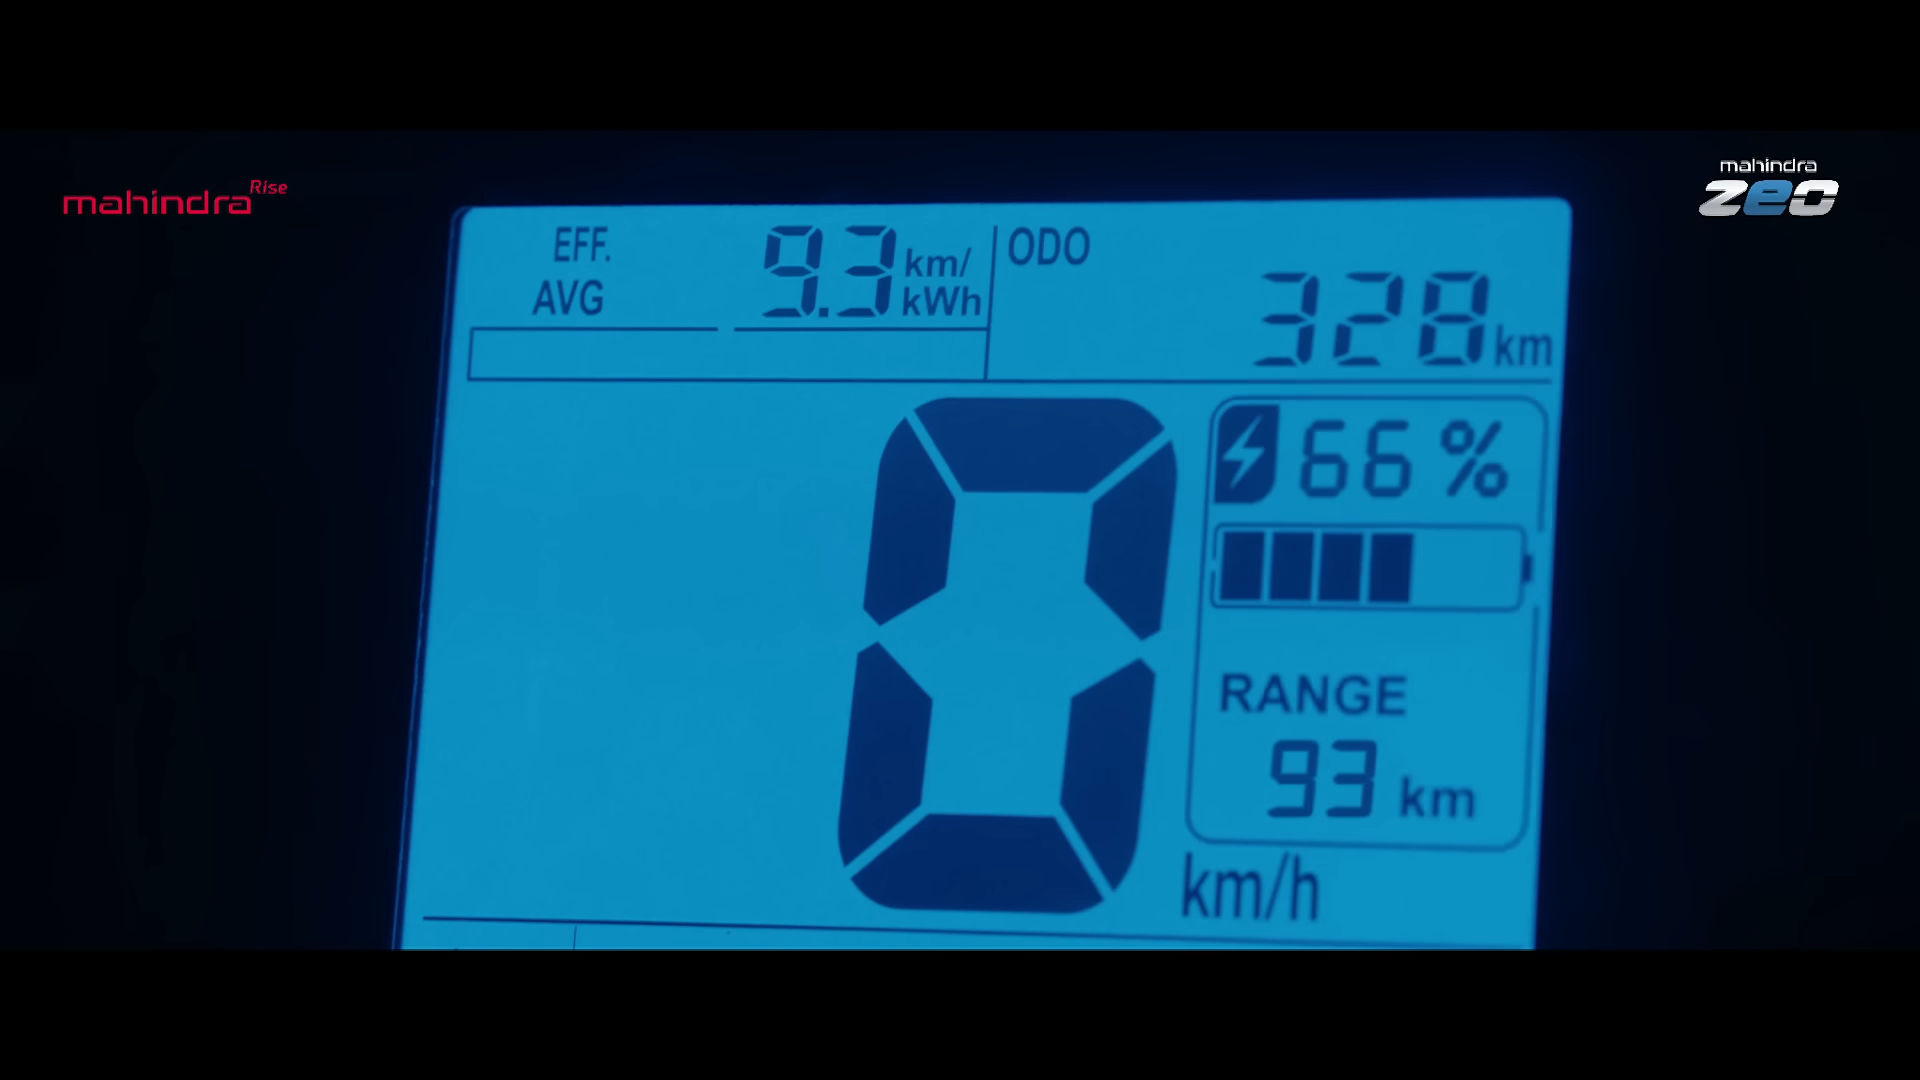 mahindra Rise
mahindra
zeo
EFF.
AVG
9.3 km/
kWh
ODO
328 km
66 %
RANGE
93 km
0
km/h